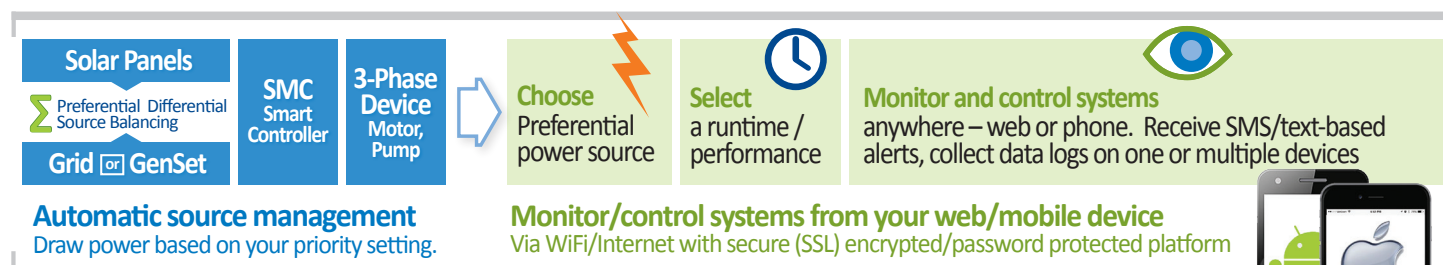 Solar Panels
∑ Preferential Differential
Source Balancing
Grid or GenSet
SMC
Smart
Controller
3-Phase
Device
Motor,
Pump
Choose
Preferential
power source
Select
a runtime /
performance
Monitor and control systems
anywhere – web or phone. Receive SMS/text-based
alerts, collect data logs on one or multiple devices
Automatic source management
Draw power based on your priority setting.
Monitor/control systems from your web/mobile device
Via WiFi/Internet with secure (SSL) encrypted/password protected platform